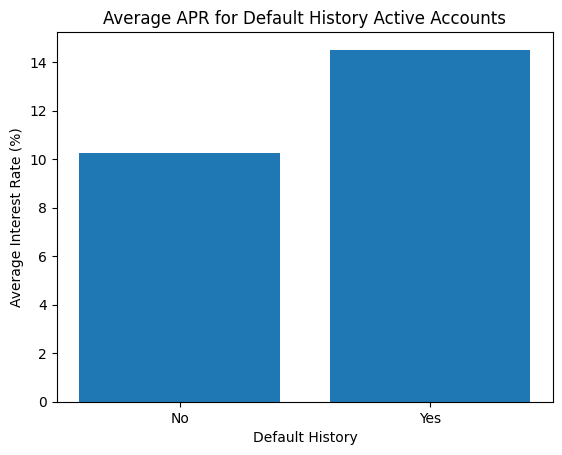 Average APR for Default History Active Accounts
Average Interest Rate (%)
14
12
10
8
6
4
2
0
No Yes
Default History